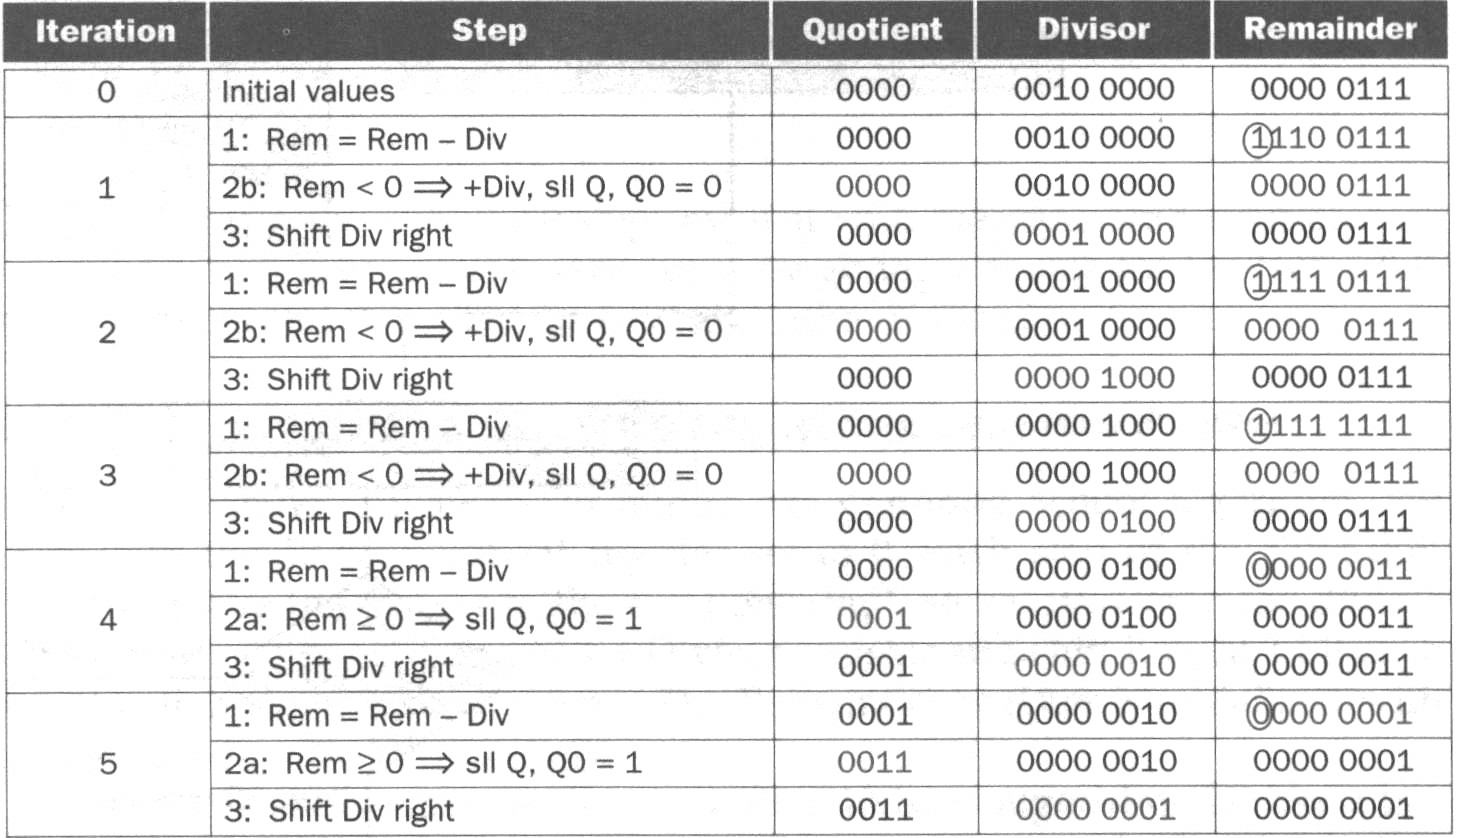 Iteration Step Quotient Divisor Remainder
0 Initial values 0000 0010 0000 0000 0111
1 1: Rem = Rem – Div 0000 0010 0000 1110 0111
2b: Rem < 0 ⟹ +Div, sll Q, Q0 = 0 0000 0010 0000 0000 0111
3: Shift Div right 0000 0001 0000 0000 0111
2 1: Rem = Rem – Div 0000 0001 0000 1111 0111
2b: Rem < 0 ⟹ +Div, sll Q, Q0 = 0 0000 0001 0000 0000 0111
3: Shift Div right 0000 0000 1000 0000 0111
3 1: Rem = Rem – Div 0000 0000 1000 1111 1111
2b: Rem < 0 ⟹ +Div, sll Q, Q0 = 0 0000 0000 1000 0000 0111
3: Shift Div right 0000 0000 0100 0000 0111
4 1: Rem = Rem – Div 0000 0000 0100 0000 0011
2a: Rem ≥ 0 ⟹ sll Q, Q0 = 1 0001 0000 0100 0000 0011
3: Shift Div right 0001 0000 0010 0000 0011
5 1: Rem = Rem – Div 0001 0000 0010 0000 0001
2a: Rem ≥ 0 ⟹ sll Q, Q0 = 1 0011 0000 0010 0000 0001
3: Shift Div right 0011 0000 0001 0000 0001